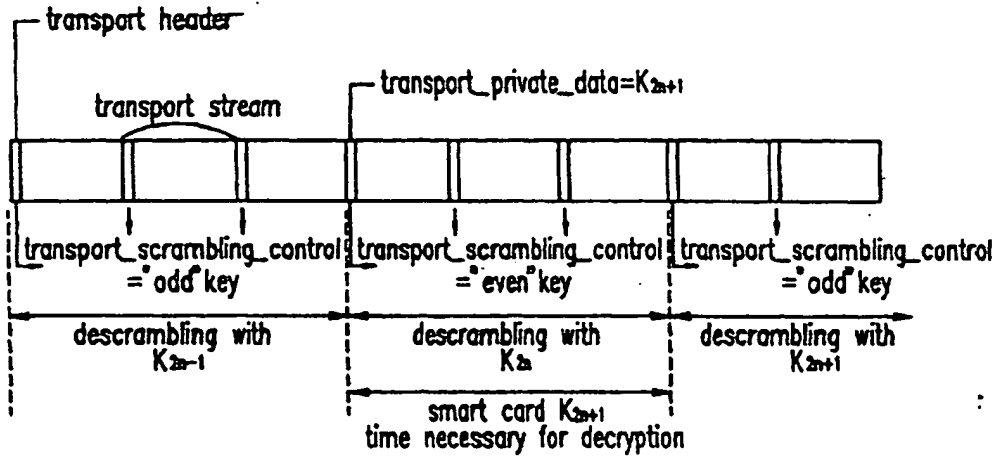 transport header
transport_private_data=K2n+1
transport stream
transport_scrambling_control
="odd" key
transport_scrambling_control
="even" key
transport_scrambling_control
="odd" key
descrambling with
K2n-1
descrambling with
K2n
descrambling with
K2n+1
smart card K2n+1
time necessary for decryption